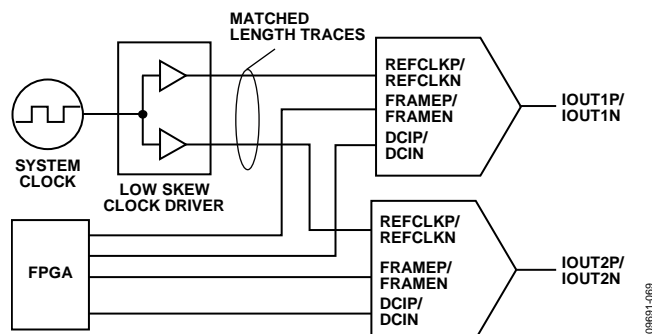 MATCHED
LENGTH TRACES
SYSTEM
CLOCK
LOW SKEW
CLOCK DRIVER
REFCLKP/
REFCLKN
FRAMEP/
FRAMEN
DCIP/
DCIN
IOUT1P/
IOUT1N
FPGA
REFCLKP/
REFCLKN
FRAMEP/
FRAMEN
DCIP/
DCIN
IOUT2P/
IOUT2N
09691-069